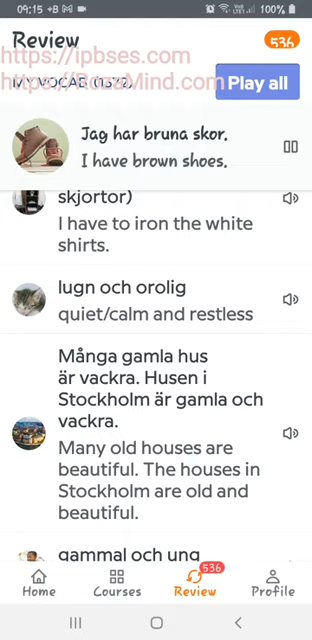 09:15 +B
100%
Review
536
https://ipbses.com
MY VOCAB (1572)
https://RosaMind.com
Play all
Jag har bruna skor.
I have brown shoes.
skjortor)
I have to iron the white
shirts.
lugn och orolig
quiet/calm and restless
Många gamla hus
är vackra. Husen i
Stockholm är gamla och
vackra.
Many old houses are
beautiful. The houses in
Stockholm are old and
beautiful.
gammal och ung
536
Home
Courses
Review
Profile